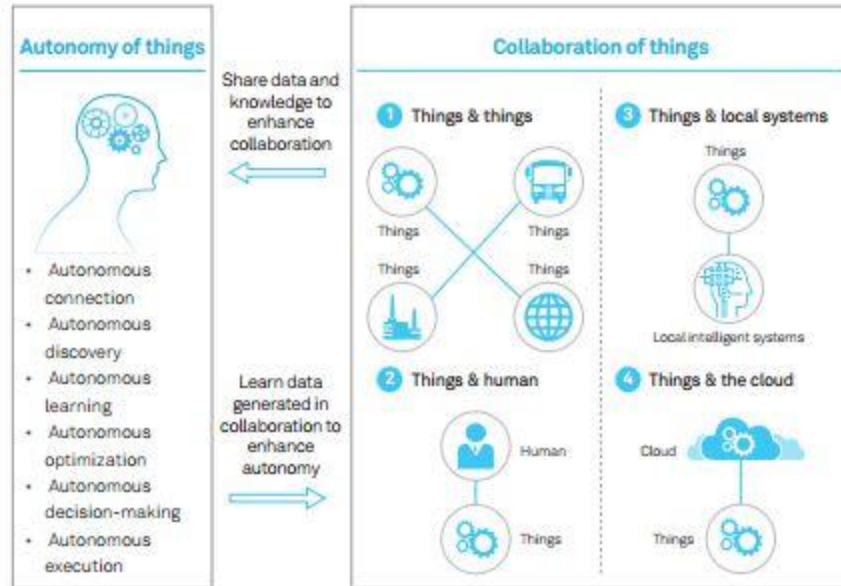 Autonomy of things
• Autonomous
connection
• Autonomous
discovery
• Autonomous
learning
• Autonomous
optimization
• Autonomous
decision-making
• Autonomous
execution
Share data and
knowledge to
enhance
collaboration
Learn data
generated in
collaboration to
enhance
autonomy
Collaboration of things
1 Things & things
Things
Things
Things
Things
2 Things & human
Human
Things
3 Things & local systems
Things
Local intelligent systems
4 Things & the cloud
Cloud
Things